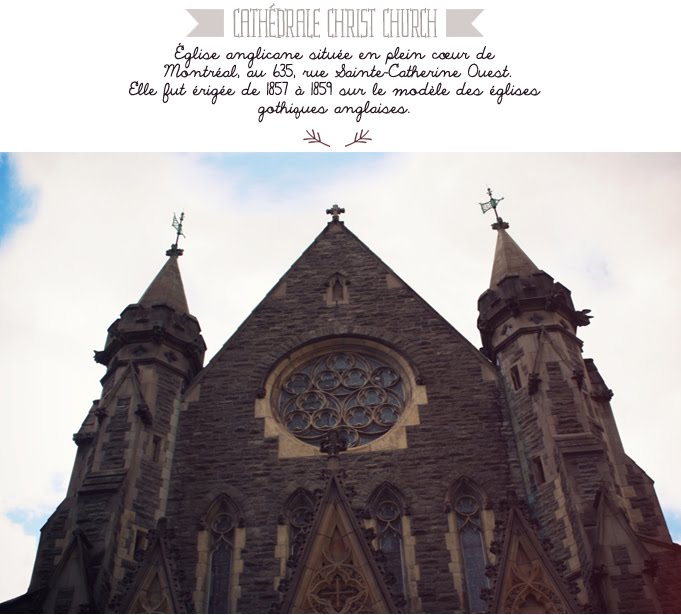 CATHÉDRALE CHRIST CHURCH
Église anglicane située en plein cœur de
Montréal, au 635, rue Sainte-Catherine Ouest.
Elle fut érigée de 1857 à 1859 sur le modèle des églises
gothiques anglaises.